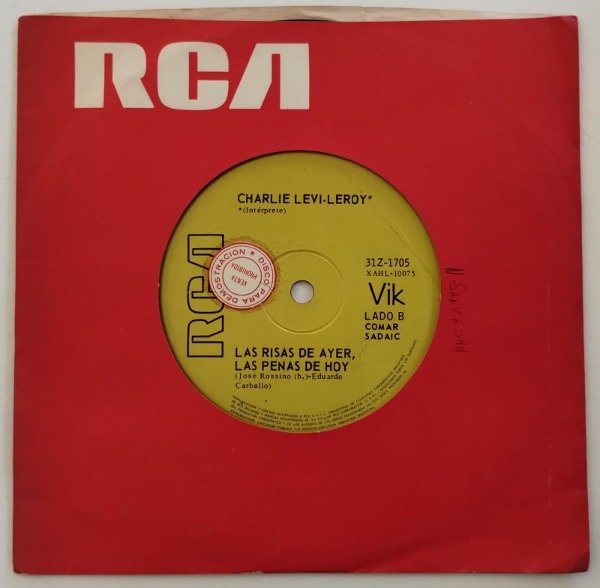 RCA
CHARLIE LEVI-LEROY*
*(Intérprete)
RCA
DISCO PARA DEMOSTRACION
VENTA
PROHIBIDA
31Z-1705
XAHL-10075
Vik
LADO B
COMAR
SADAIC
LAS RISAS DE AYER,
LAS PENAS DE HOY
(José Rossino (h.)-Eduardo
Carballo)